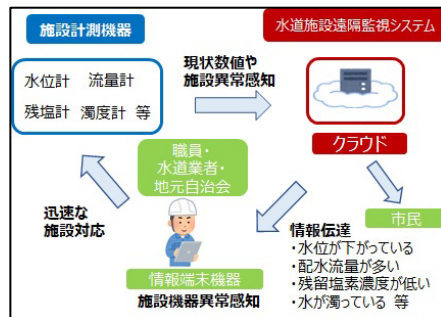 施設計測機器
水道施設遠隔監視システム
水位計 流量計
残塩計 濁度計 等
現状数値や
施設異常感知
クラウド
職員・
水道業者・
地元自治会
迅速な
施設対応
市民
情報伝達
・水位が下がっている
・配水流量が多い
・残留塩素濃度が低い
・水が濁っている 等
情報端末機器
施設機器異常感知